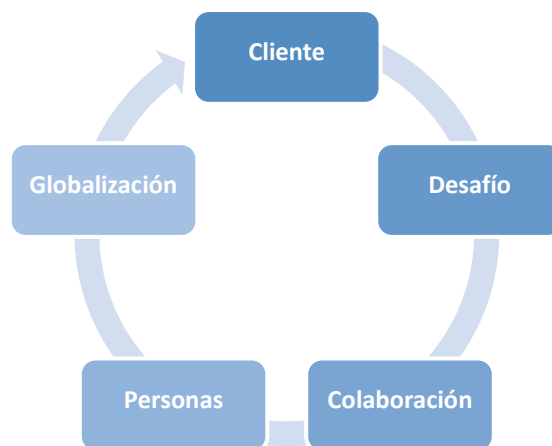 Cliente
Desafío
Colaboración
Personas
Globalización